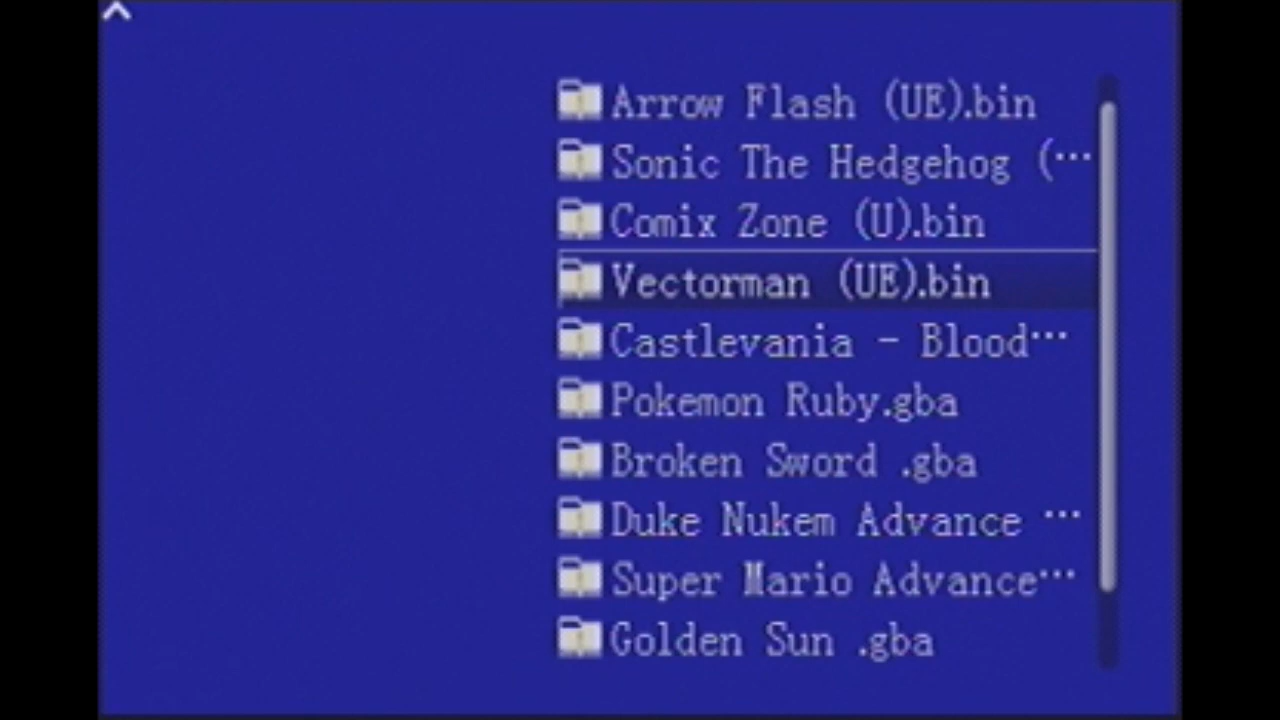 Arrow Flash (UE).bin
Sonic The Hedgehog (…
Comix Zone (U).bin
Vectorman (UE).bin
Castlevania - Blood…
Pokemon Ruby.gba
Broken Sword .gba
Duke Nukem Advance …
Super Mario Advance…
Golden Sun .gba